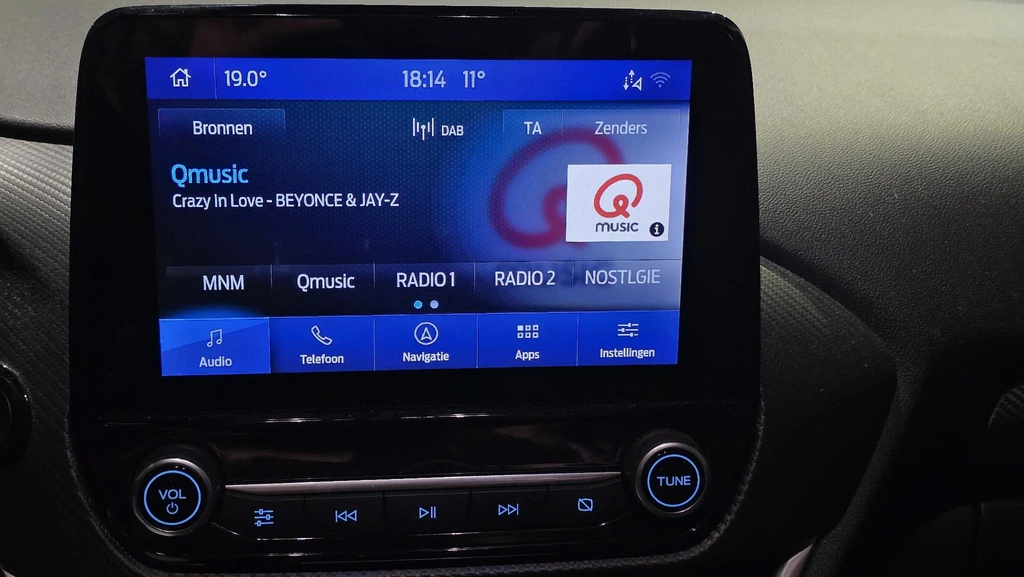 19.0° 18:14 11°
Bronnen DAB TA Zenders
Qmusic
Crazy In Love - BEYONCE & JAY-Z
Q
MUSIC
i
MNM Qmusic RADIO 1 RADIO 2 NOSTLGIE
Audio Telefoon Navigatie Apps Instellingen
VOL
TUNE